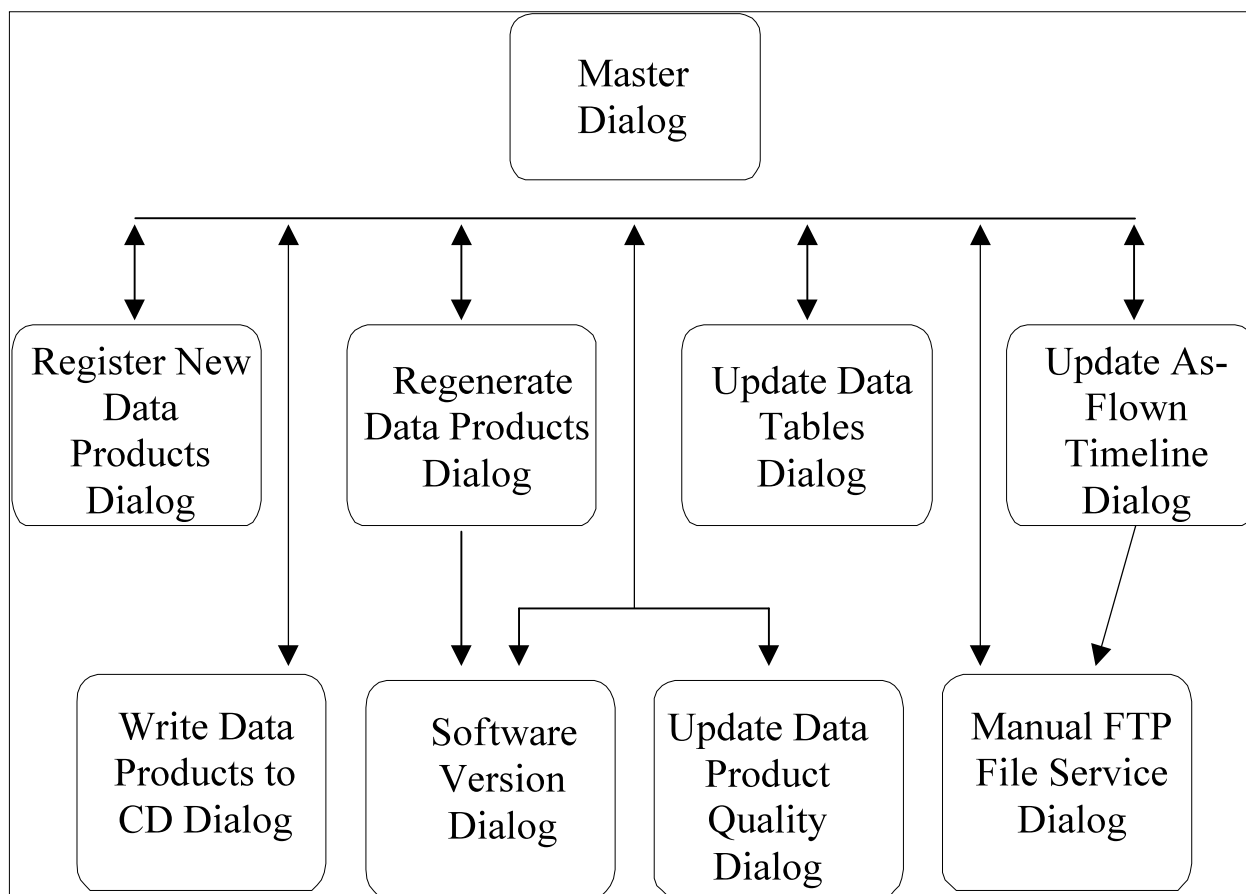 Master
Dialog
Register New
Data
Products
Dialog
Regenerate
Data Products
Dialog
Update Data
Tables
Dialog
Update As-
Flown
Timeline
Dialog
Write Data
Products to
CD Dialog
Software
Version
Dialog
Update Data
Product
Quality
Dialog
Manual FTP
File Service
Dialog